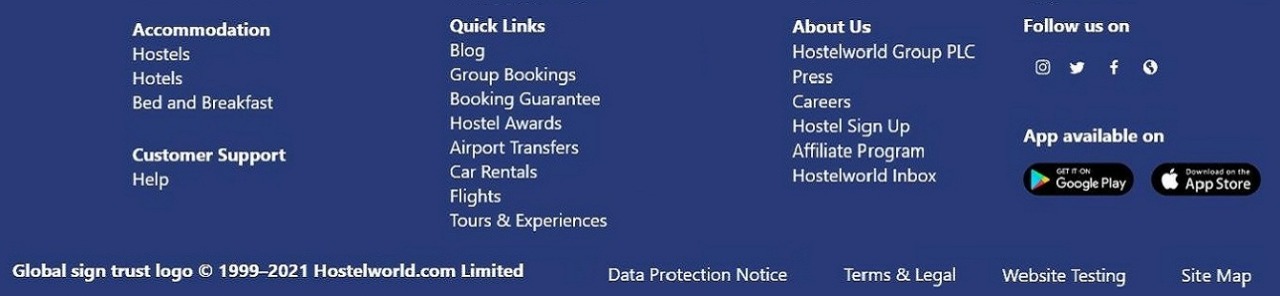 Accommodation
Hostels
Hotels
Bed and Breakfast
Customer Support
Help
Quick Links
Blog
Group Bookings
Booking Guarantee
Hostel Awards
Airport Transfers
Car Rentals
Flights
Tours & Experiences
About Us
Hostelworld Group PLC
Press
Careers
Hostel Sign Up
Affiliate Program
Hostelworld Inbox
Follow us on
App available on
GET IT ON
Google Play
Download on the
App Store
Global sign trust logo © 1999–2021 Hostelworld.com Limited
Data Protection Notice
Terms & Legal
Website Testing
Site Map